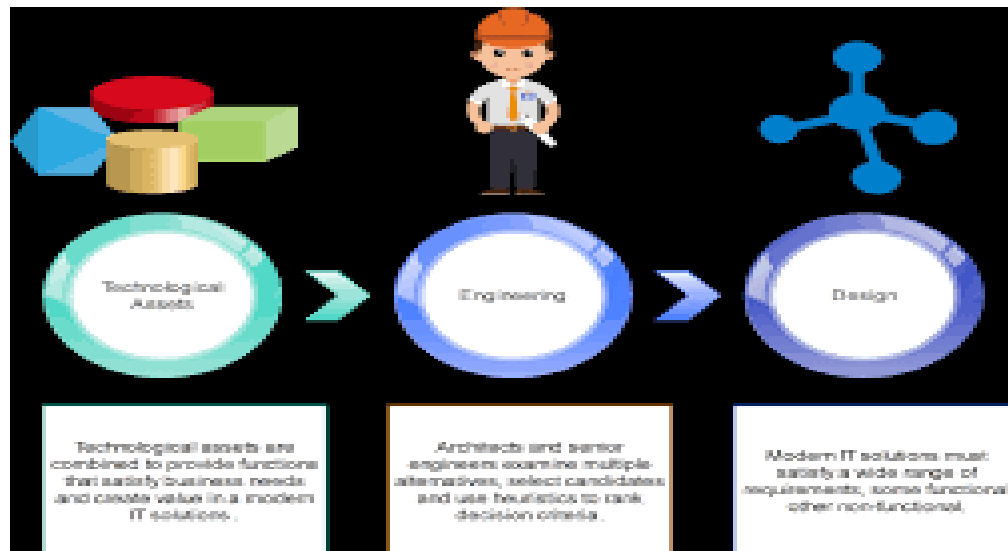 Technological
Assets
Engineering
Design
Technological assets are
combined to provide functions
that satisfy business needs
and create value in a modern
IT solutions.
Architects and senior
engineers examine multiple
alternatives, select candidates
and use heuristics to rank
decision criteria.
Modern IT solutions must
satisfy a wide range of
requirements, some functional
other non-functional.